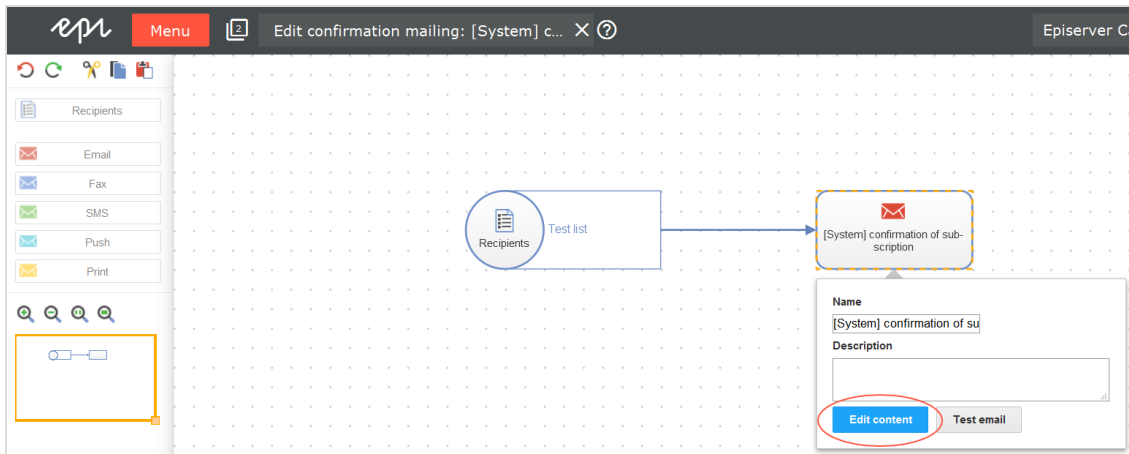 epi
Menu
2
Edit confirmation mailing: [System] c...
Episerver C
Recipients
Email
Fax
SMS
Push
Print
Recipients
Test list
[System] confirmation of sub-
scription
Name
[System] confirmation of su
Description
Edit content
Test email